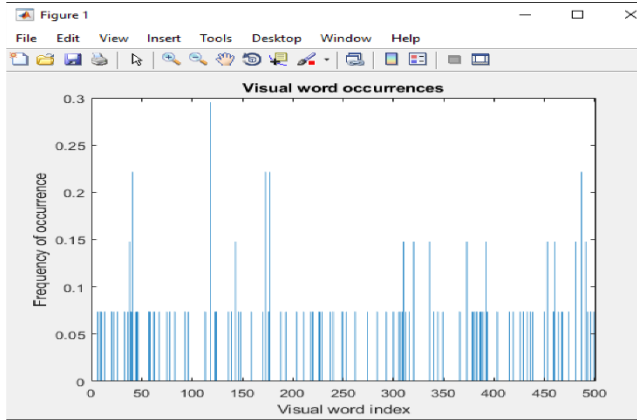 Figure 1
File Edit View Insert Tools Desktop Window Help
Visual word occurrences
0.3
0.25
0.2
0.15
0.1
0.05
0
Frequency of occurrence
0 50 100 150 200 250 300 350 400 450 500
Visual word index